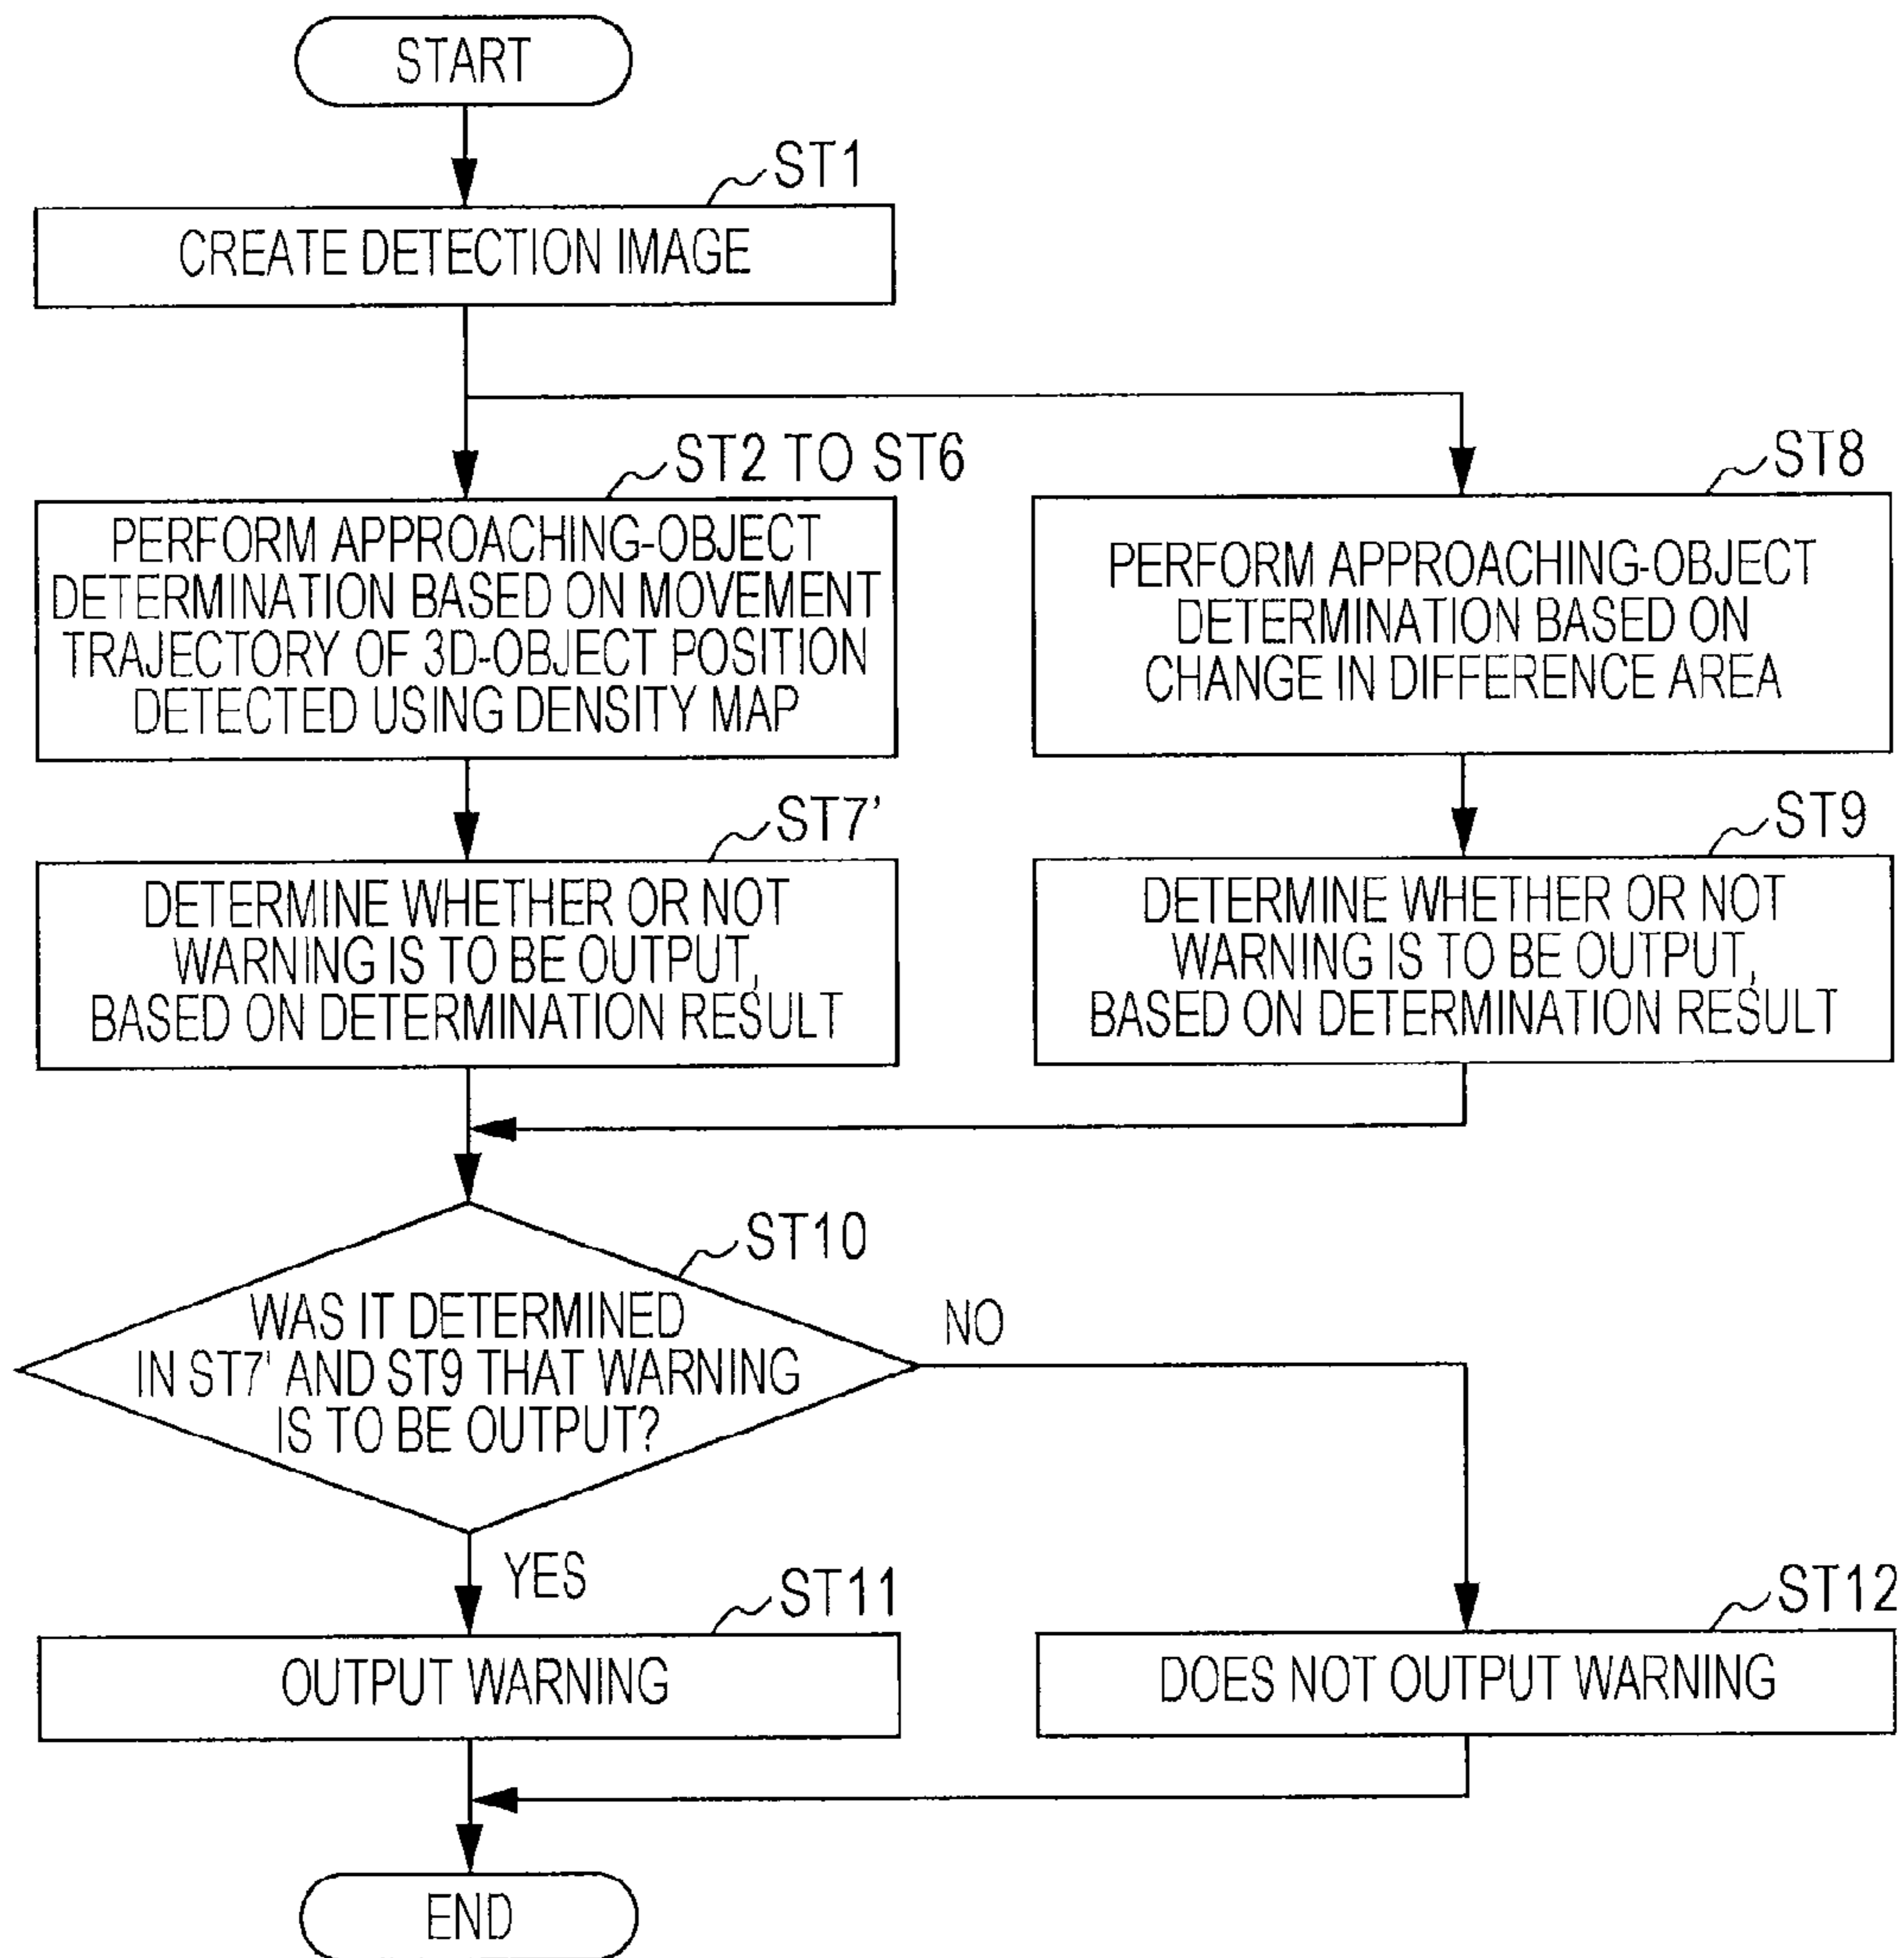 START
ST1
CREATE DETECTION IMAGE
ST2 TO ST6
PERFORM APPROACHING-OBJECT
DETERMINATION BASED ON MOVEMENT
TRAJECTORY OF 3D-OBJECT POSITION
DETECTED USING DENSITY MAP
ST8
PERFORM APPROACHING-OBJECT
DETERMINATION BASED ON
CHANGE IN DIFFERENCE AREA
ST7'
DETERMINE WHETHER OR NOT
WARNING IS TO BE OUTPUT,
BASED ON DETERMINATION RESULT
ST9
DETERMINE WHETHER OR NOT
WARNING IS TO BE OUTPUT,
BASED ON DETERMINATION RESULT
ST10
WAS IT DETERMINED
IN ST7' AND ST9 THAT WARNING
IS TO BE OUTPUT?
NO
YES
ST11
OUTPUT WARNING
ST12
DOES NOT OUTPUT WARNING
END